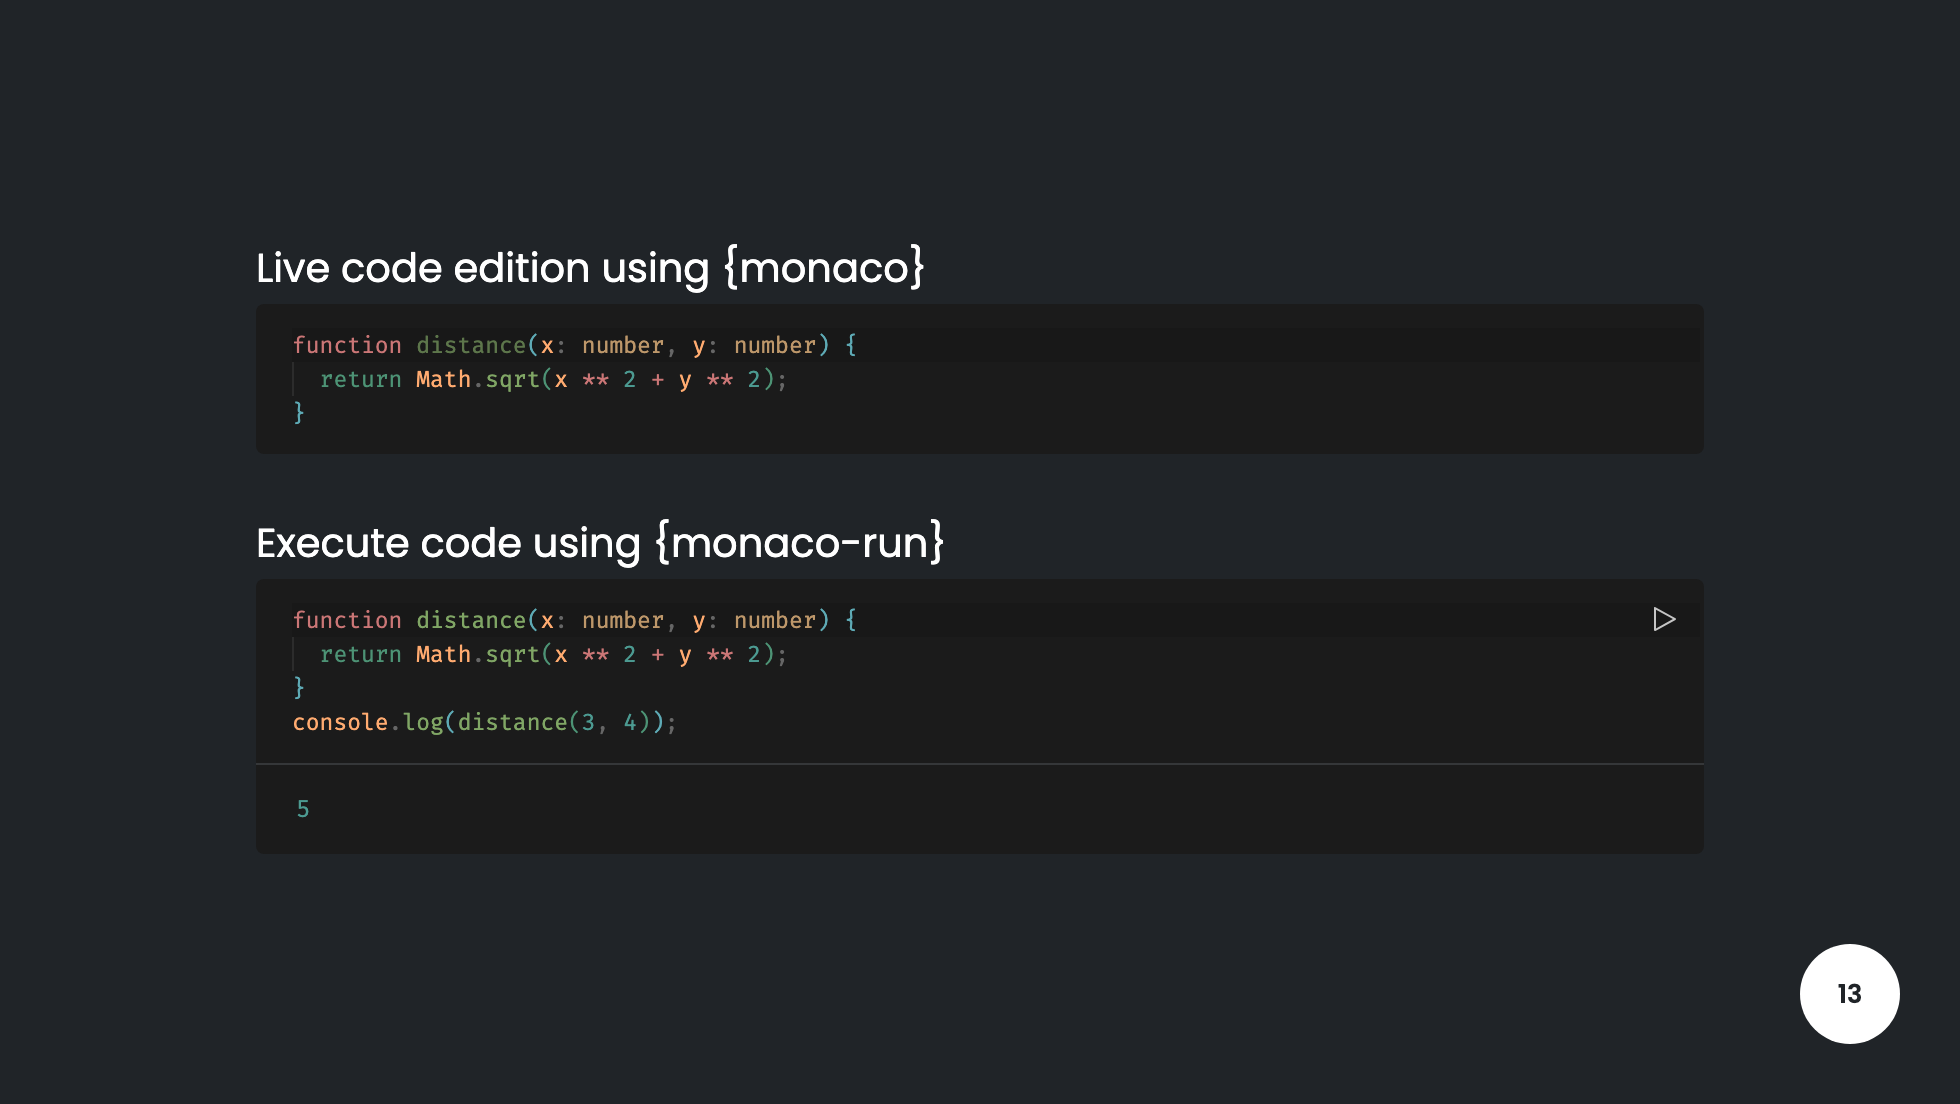 Live code edition using {monaco}
function distance(x: number, y: number) {
  return Math.sqrt(x ** 2 + y ** 2);
}
Execute code using {monaco-run}
function distance(x: number, y: number) {
  return Math.sqrt(x ** 2 + y ** 2);
}
console.log(distance(3, 4));
5
13